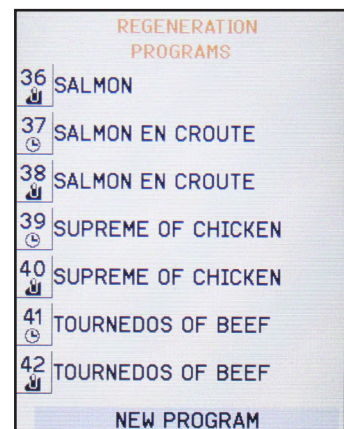 REGENERATION
PROGRAMS
36 SALMON
37 SALMON EN CROUTE
38 SALMON EN CROUTE
39 SUPREME OF CHICKEN
40 SUPREME OF CHICKEN
41 TOURNEDOS OF BEEF
42 TOURNEDOS OF BEEF
NEW PROGRAM